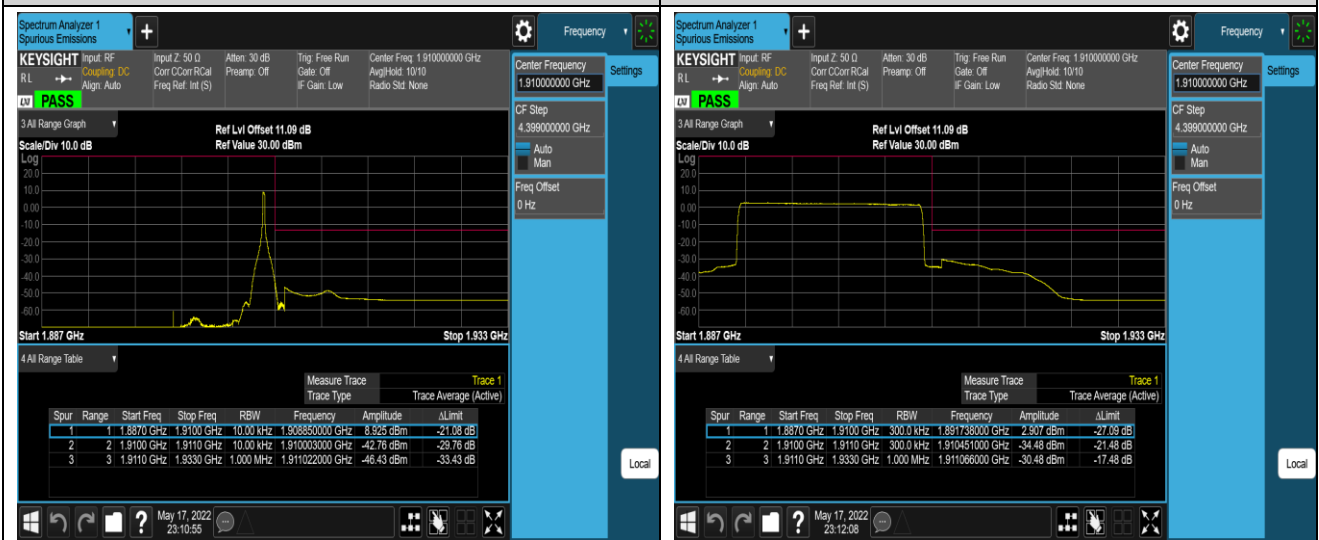 Spectrum Analyzer 1
Spurious Emissions
Frequency
KEYSIGHT Input: RF Input Z: 50 Ω Atten: 30 dB Trig: Free Run Center Freq: 1.910000000 GHz
RL Coupling: DC Corr CCorr RCal Preamp: Off Gate: Off Avg|Hold: 10/10
Align: Auto Freq Ref: Int (S) IF Gain: Low Radio Std: None
LXI PASS
Center Frequency
1.910000000 GHz
Settings
CF Step
4.399000000 GHz
Auto
Man
Freq Offset
0 Hz
3 All Range Graph
Ref Lvl Offset 11.09 dB
Scale/Div 10.0 dB Ref Value 30.00 dBm
Log
20.0
10.0
0.00
-10.0
-20.0
-30.0
-40.0
-50.0
-60.0
Start 1.887 GHz Stop 1.933 GHz
4 All Range Table
Measure Trace Trace 1
Trace Type Trace Average (Active)
Spur Range Start Freq Stop Freq RBW Frequency Amplitude ΔLimit
1 1 1.8870 GHz 1.9100 GHz 10.00 kHz 1.908850000 GHz 8.925 dBm -21.08 dB
2 2 1.9100 GHz 1.9110 GHz 10.00 kHz 1.910003000 GHz -42.76 dBm -29.76 dB
3 3 1.9110 GHz 1.9330 GHz 1.000 MHz 1.911022000 GHz -46.43 dBm -33.43 dB
Local
? May 17, 2022
23:10:55
Spectrum Analyzer 1
Spurious Emissions
Frequency
KEYSIGHT Input: RF Input Z: 50 Ω Atten: 30 dB Trig: Free Run Center Freq: 1.910000000 GHz
RL Coupling: DC Corr CCorr RCal Preamp: Off Gate: Off Avg|Hold: 10/10
Align: Auto Freq Ref: Int (S) IF Gain: Low Radio Std: None
LXI PASS
Center Frequency
1.910000000 GHz
Settings
CF Step
4.399000000 GHz
Auto
Man
Freq Offset
0 Hz
3 All Range Graph
Ref Lvl Offset 11.09 dB
Scale/Div 10.0 dB Ref Value 30.00 dBm
Log
20.0
10.0
0.00
-10.0
-20.0
-30.0
-40.0
-50.0
-60.0
Start 1.887 GHz Stop 1.933 GHz
4 All Range Table
Measure Trace Trace 1
Trace Type Trace Average (Active)
Spur Range Start Freq Stop Freq RBW Frequency Amplitude ΔLimit
1 1 1.8870 GHz 1.9100 GHz 300.0 kHz 1.891738000 GHz 2.907 dBm -27.09 dB
2 2 1.9100 GHz 1.9110 GHz 300.0 kHz 1.910451000 GHz -34.48 dBm -21.48 dB
3 3 1.9110 GHz 1.9330 GHz 1.000 MHz 1.911066000 GHz -30.48 dBm -17.48 dB
Local
? May 17, 2022
23:12:08